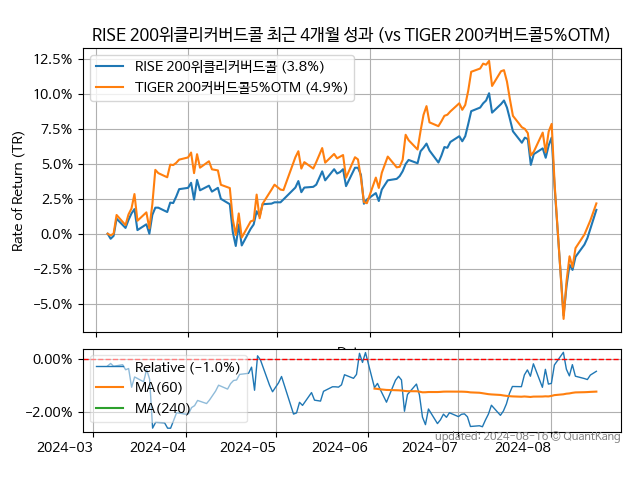 RISE 200위클리커버드콜 최근 4개월 성과 (vs TIGER 200커버드콜5%OTM)
Rate of Return (TR)
12.5%
10.0%
7.5%
5.0%
2.5%
0.0%
−2.5%
−5.0%
RISE 200위클리커버드콜 (3.8%)
TIGER 200커버드콜5%OTM (4.9%)
0.00%
−2.00%
Relative (−1.0%)
MA(60)
MA(240)
2024-03 2024-04 2024-05 2024-06 2024-07 2024-08
updated: 2024-08-16 © QuantKang